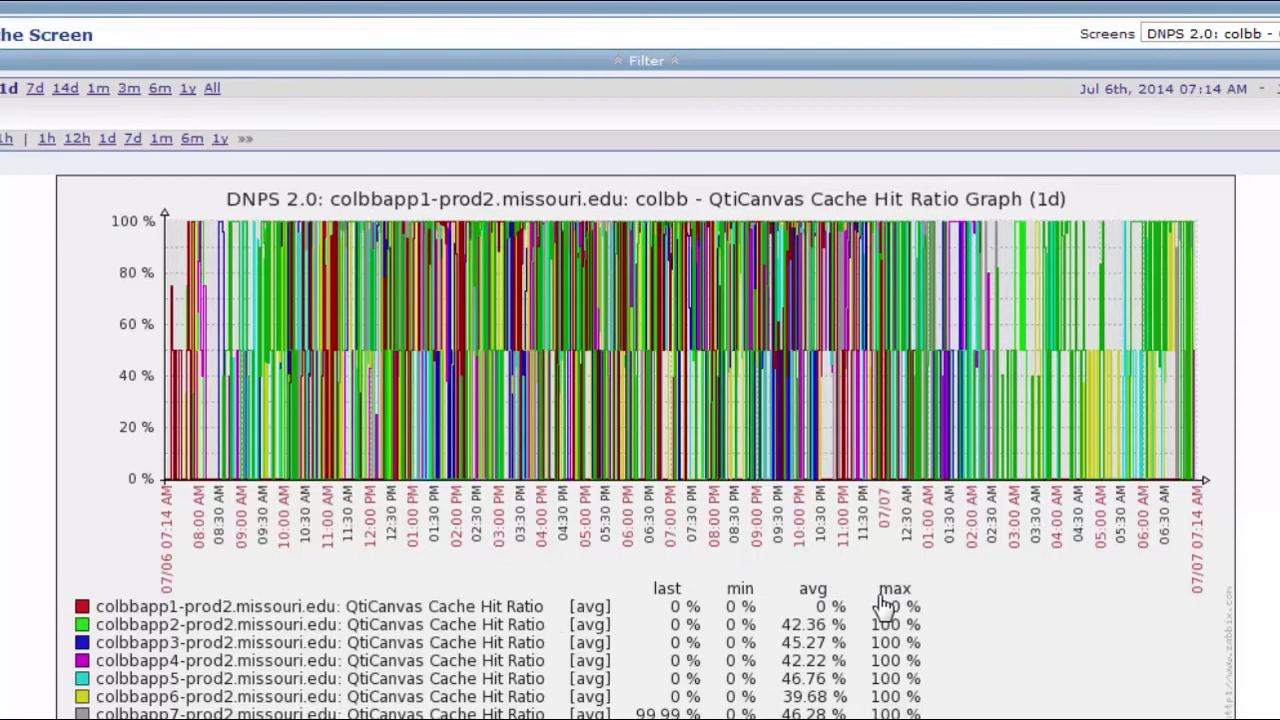 he Screen
Screens DNPS 2.0: colbb -
Filter
1d 7d 14d 1m 3m 6m 1y All
Jul 6th, 2014 07:14 AM -
1h | 1h 12h 1d 7d 1m 6m 1y »»
DNPS 2.0: colbbapp1-prod2.missouri.edu: colbb - QtiCanvas Cache Hit Ratio Graph (1d)
100 %
80 %
60 %
40 %
20 %
0 %
07/06 07:14 AM 08:00 AM 08:30 AM 09:00 AM 09:30 AM 10:00 AM 10:30 AM 11:00 AM 11:30 AM 12:00 PM 12:30 PM 01:00 PM 01:30 PM 02:00 PM 02:30 PM 03:00 PM 03:30 PM 04:00 PM 04:30 PM 05:00 PM 05:30 PM 06:00 PM 06:30 PM 07:00 PM 07:30 PM 08:00 PM 08:30 PM 09:00 PM 09:30 PM 10:00 PM 10:30 PM 11:00 PM 11:30 PM 07/07 12:30 AM 01:00 AM 01:30 AM 02:00 AM 02:30 AM 03:00 AM 03:30 AM 04:00 AM 04:30 AM 05:00 AM 05:30 AM 06:00 AM 06:30 AM 07/07 07:14 AM
last min avg max
colbbapp1-prod2.missouri.edu: QtiCanvas Cache Hit Ratio [avg] 0 % 0 % 0 % %
colbbapp2-prod2.missouri.edu: QtiCanvas Cache Hit Ratio [avg] 0 % 0 % 42.36 % 100 %
colbbapp3-prod2.missouri.edu: QtiCanvas Cache Hit Ratio [avg] 0 % 0 % 45.27 % 100 %
colbbapp4-prod2.missouri.edu: QtiCanvas Cache Hit Ratio [avg] 0 % 0 % 42.22 % 100 %
colbbapp5-prod2.missouri.edu: QtiCanvas Cache Hit Ratio [avg] 0 % 0 % 46.76 % 100 %
colbbapp6-prod2.missouri.edu: QtiCanvas Cache Hit Ratio [avg] 0 % 0 % 39.68 % 100 %
colbbapp7-prod2.missouri.edu: QtiCanvas Cache Hit Ratio [avg] 99.99 % 0 % 46.28 % 100 %
ttp://www.zabbix.com